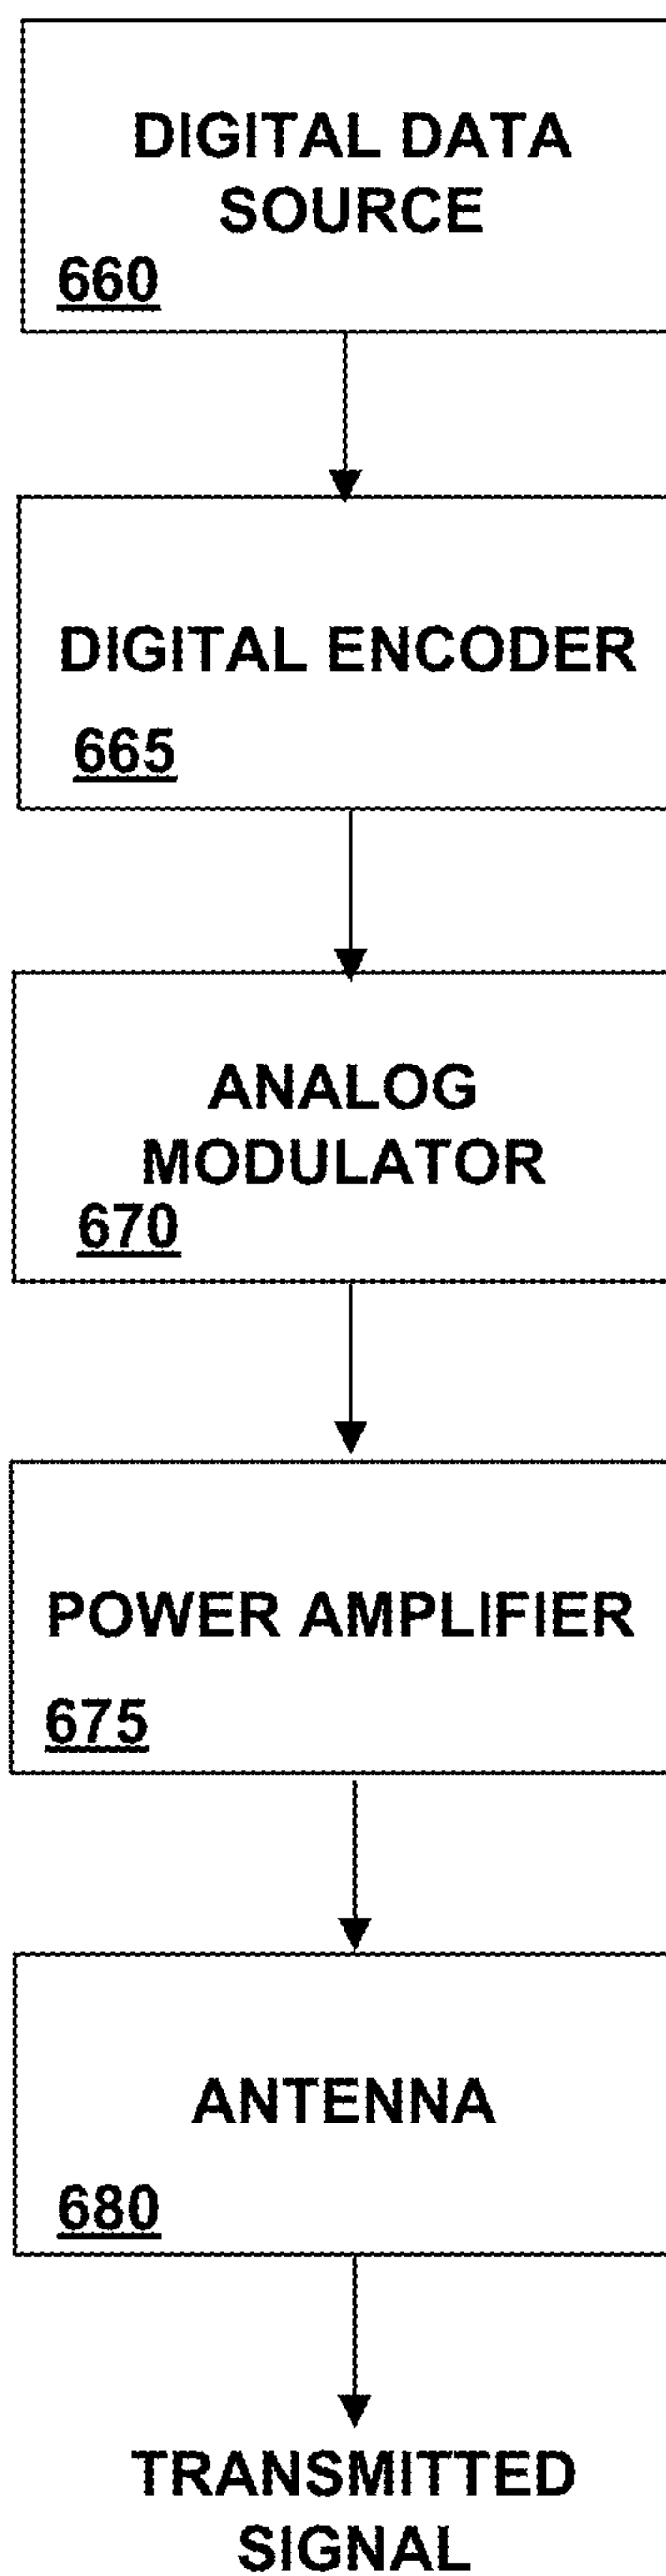 DIGITAL DATA
SOURCE
660
DIGITAL ENCODER
665
ANALOG
MODULATOR
670
POWER AMPLIFIER
675
ANTENNA
680
TRANSMITTED
SIGNAL